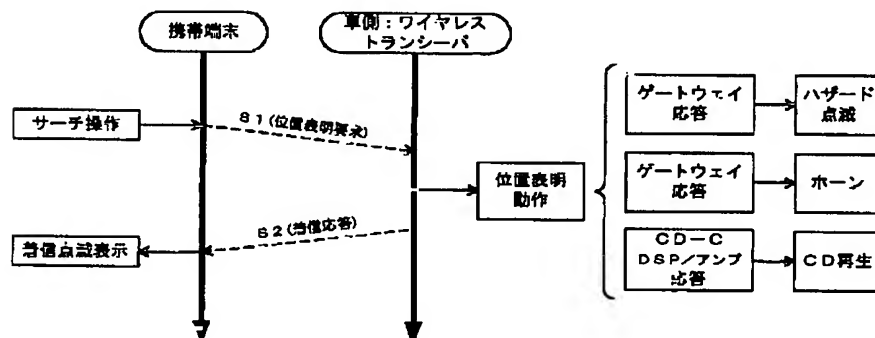 携帯端末
車側:ワイヤレス
トランシーバ
サーチ操作
S1(位置表明要求)
位置表明
動作
S2(着信応答)
着信点滅表示
ゲートウェイ
応答
ハザード
点滅
ゲートウェイ
応答
ホーン
CD-C
DSP/アンプ
応答
CD再生